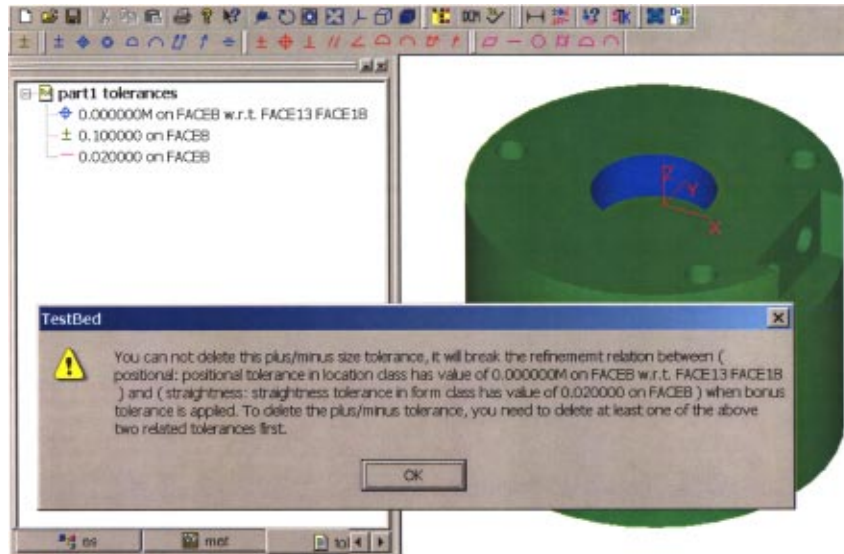 DCM
part1 tolerances
0.000000M on FACE8 w.r.t. FACE13 FACE18
± 0.100000 on FACE8
0.020000 on FACE8
Z
Y
X
TestBed
You can not delete this plus/minus size tolerance, it will break the refinememt relation between (
positional: positional tolerance in location class has value of 0.000000M on FACE8 w.r.t. FACE13 FACE18
) and ( straightness: straightness tolerance in form class has value of 0.020000 on FACE8 ) when bonus
tolerance is applied. To delete the plus/minus tolerance, you need to delete at least one of the above
two related tolerances first.
OK
es
met
tol